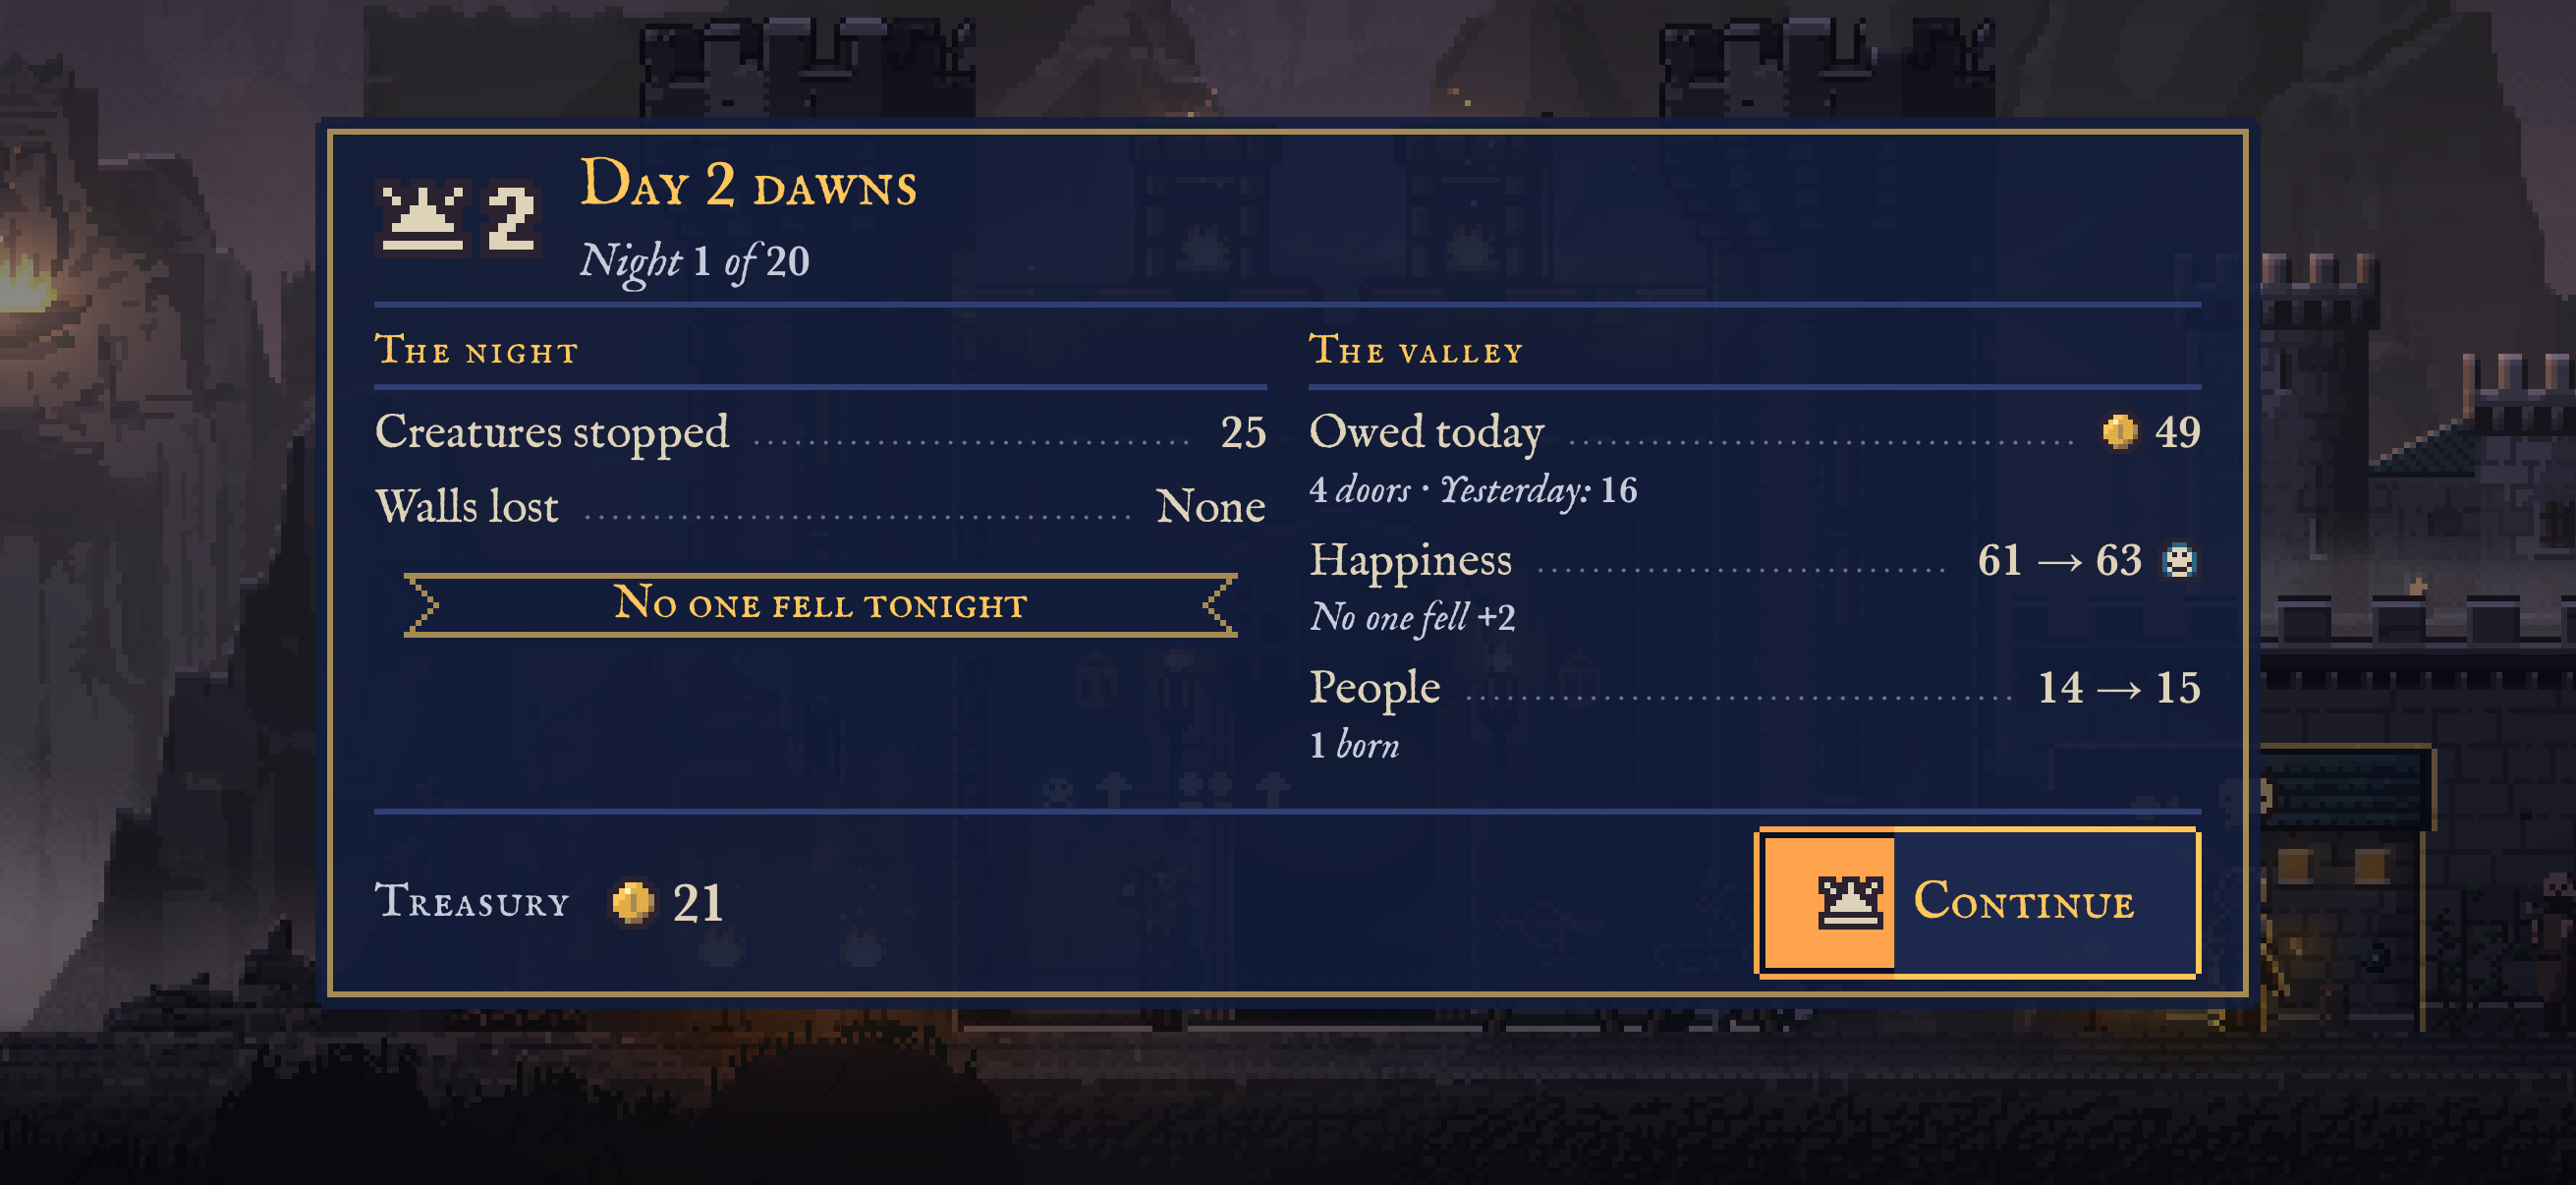 2
Day 2 dawns
Night 1 of 20
The night
Creatures stopped 25
Walls lost None
No one fell tonight
The valley
Owed today 49
4 doors · Yesterday: 16
Happiness 61 → 63
No one fell +2
People 14 → 15
1 born
Treasury 21
Continue